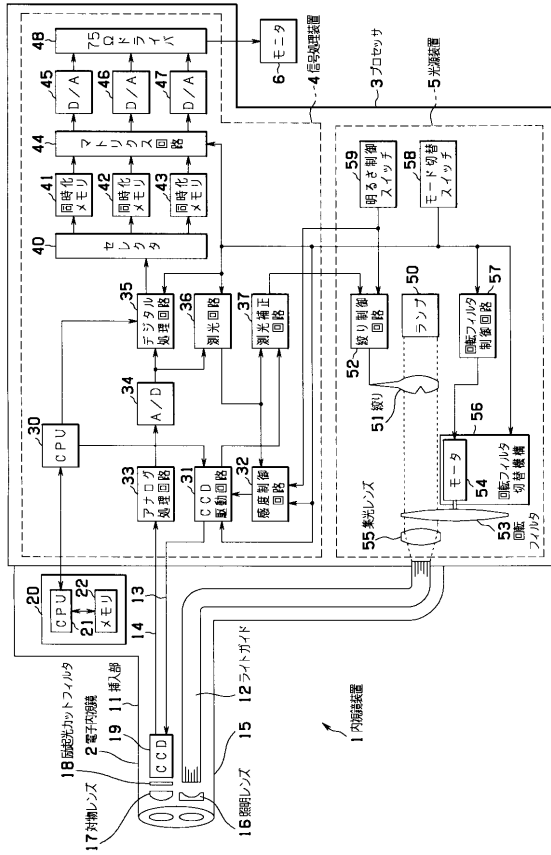 48
75
Ωドライバ
45
D/A
46
D/A
47
D/A
6
モニタ
4 信号処理装置
3 プロセッサ
5 光源装置
44
マトリクス回路
41
同時化
メモリ
42
同時化
メモリ
43
同時化
メモリ
40
セレクタ
59
明るさ制御
スイッチ
58
モード切替
スイッチ
35
デジタル
処理回路
36
測光回路
37
測光補正
回路
34
A/D
30
CPU
33
アナログ
処理回路
31
CCD
駆動回路
32
感度制御
回路
52
絞り制御
回路
50
ランプ
57
回転フィルタ
制御回路
51 絞り
56
モータ
54
回転フィルタ
切替機構
53 回転
フィルタ
55 集光レンズ
20
CPU
21
22
メモリ
13
14
12 ライトガイド
11 挿入部
2 電子内視鏡
18 励起光カットフィルタ
19
CCD
15
17 対物レンズ
16 照明レンズ
1 内視鏡装置